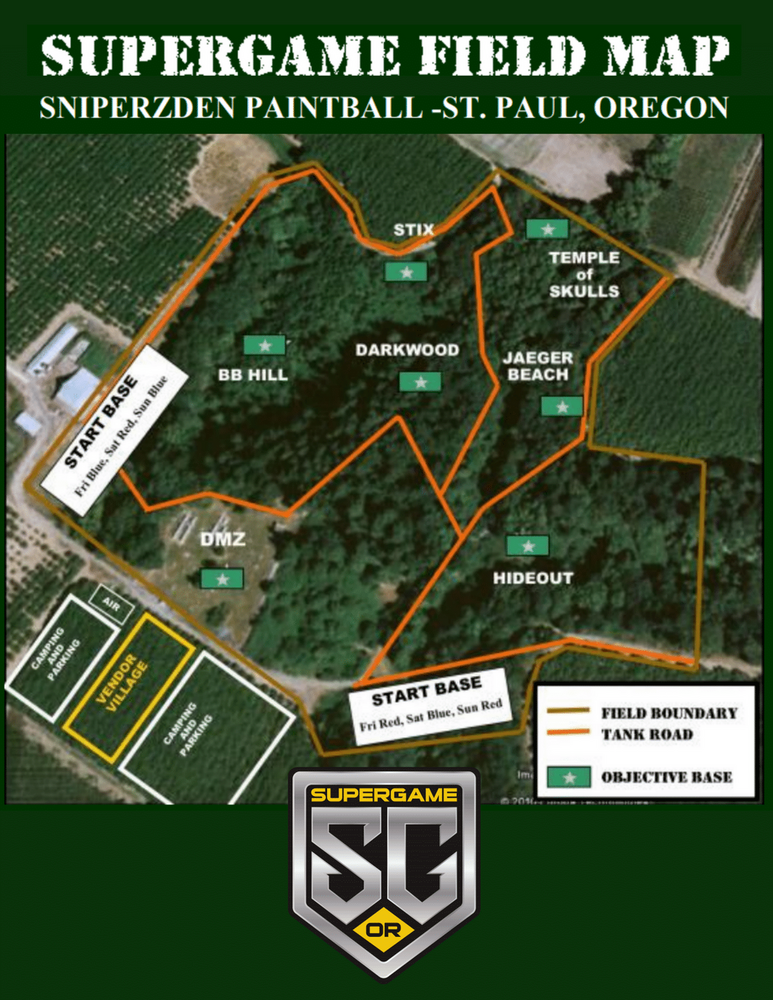 SUPERGAME FIELD MAP
SNIPERZDEN PAINTBALL -ST. PAUL, OREGON
STIX
TEMPLE
of
SKULLS
DARKWOOD
JAEGER
BEACH
BB HILL
START BASE
Fri Blue, Sat Red, Sun Blue
DMZ
HIDEOUT
AIR
CAMPING
AND
PARKING
VENDOR
VILLAGE
CAMPING
AND
PARKING
START BASE
Fri Red, Sat Blue, Sun Red
FIELD BOUNDARY
TANK ROAD
OBJECTIVE BASE
SUPERGAME
SG
OR